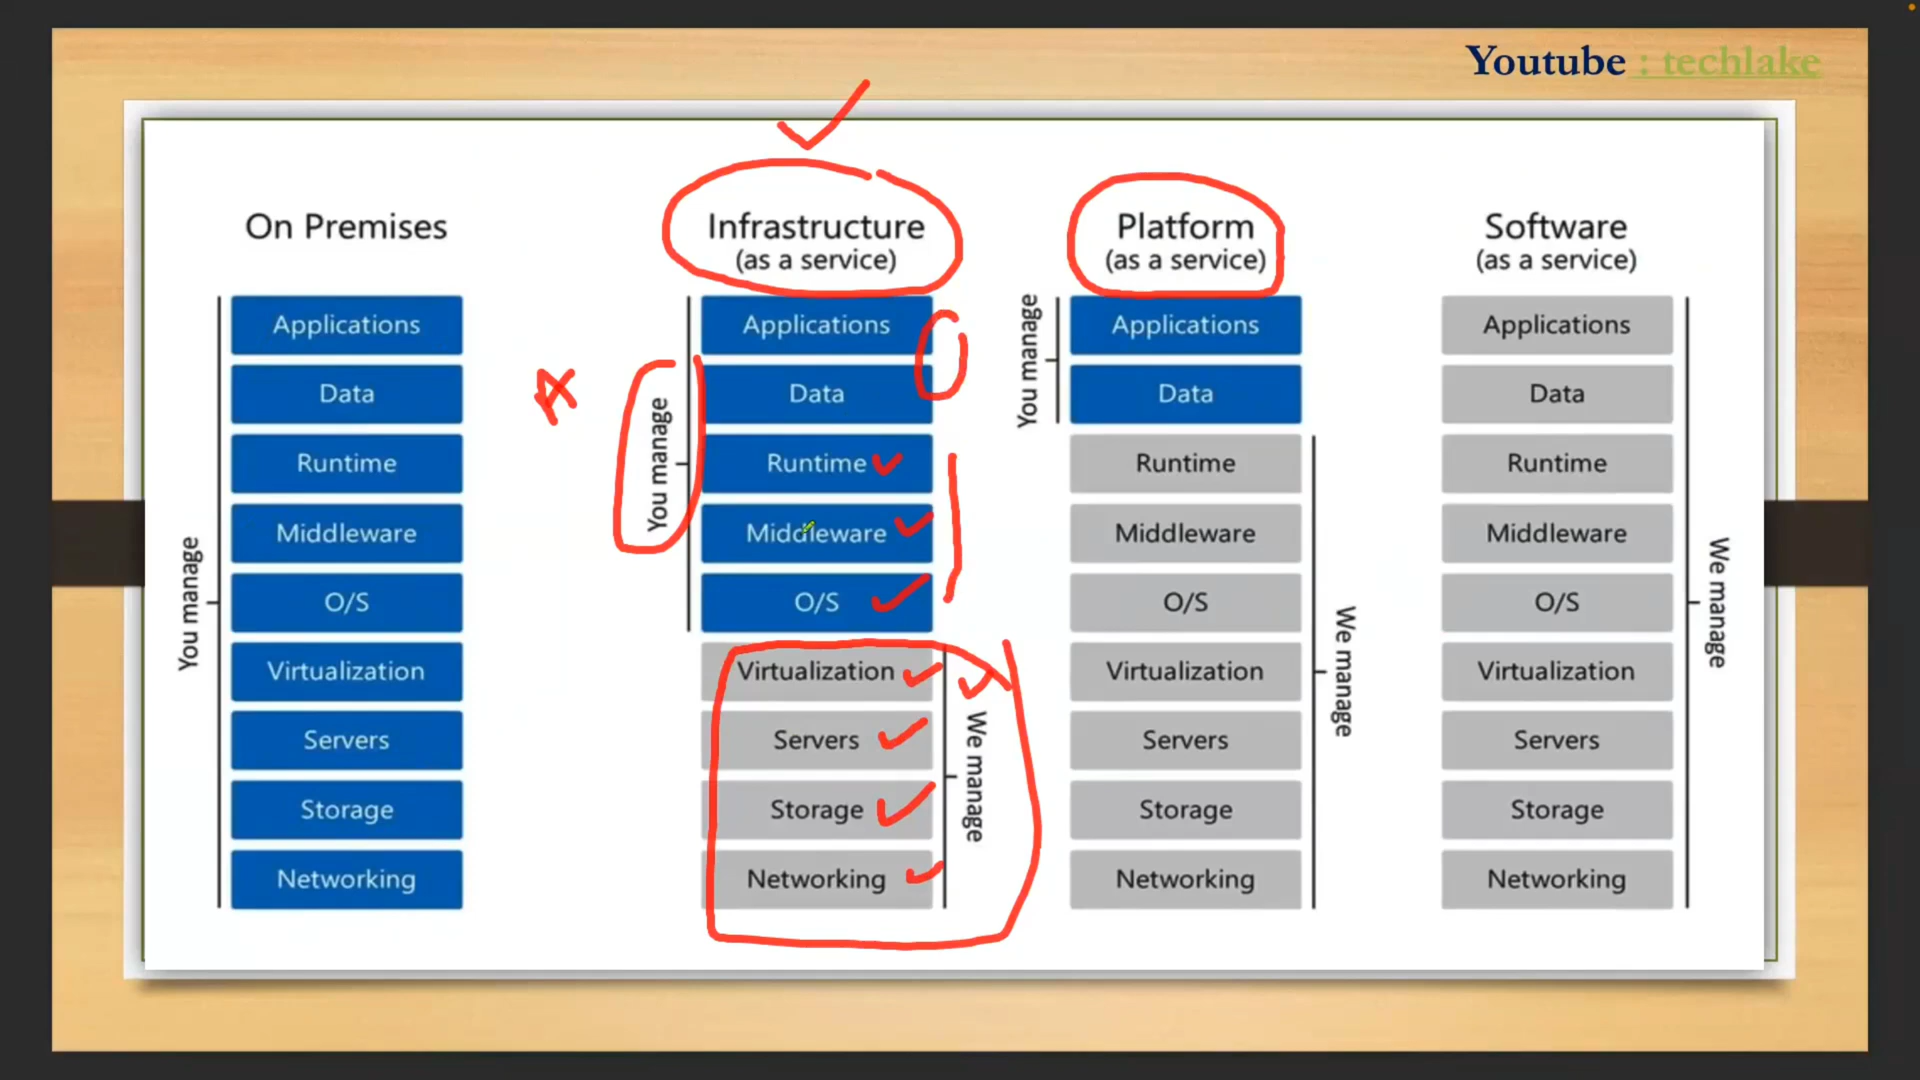 Youtube : techlake
On Premises
Applications
Data
Runtime
Middleware
O/S
Virtualization
Servers
Storage
Networking
You manage
Infrastructure
(as a service)
Applications
Data
Runtime
Middleware
O/S
Virtualization
Servers
Storage
Networking
You manage
We manage
Platform
(as a service)
Applications
Data
Runtime
Middleware
O/S
Virtualization
Servers
Storage
Networking
You manage
We manage
Software
(as a service)
Applications
Data
Runtime
Middleware
O/S
Virtualization
Servers
Storage
Networking
We manage